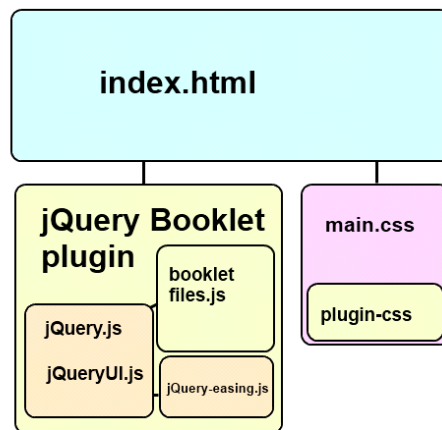 index.html
jQuery Booklet
plugin
booklet
files.js
jQuery.js
jQueryUI.js
jQuery-easing.js
main.css
plugin-css